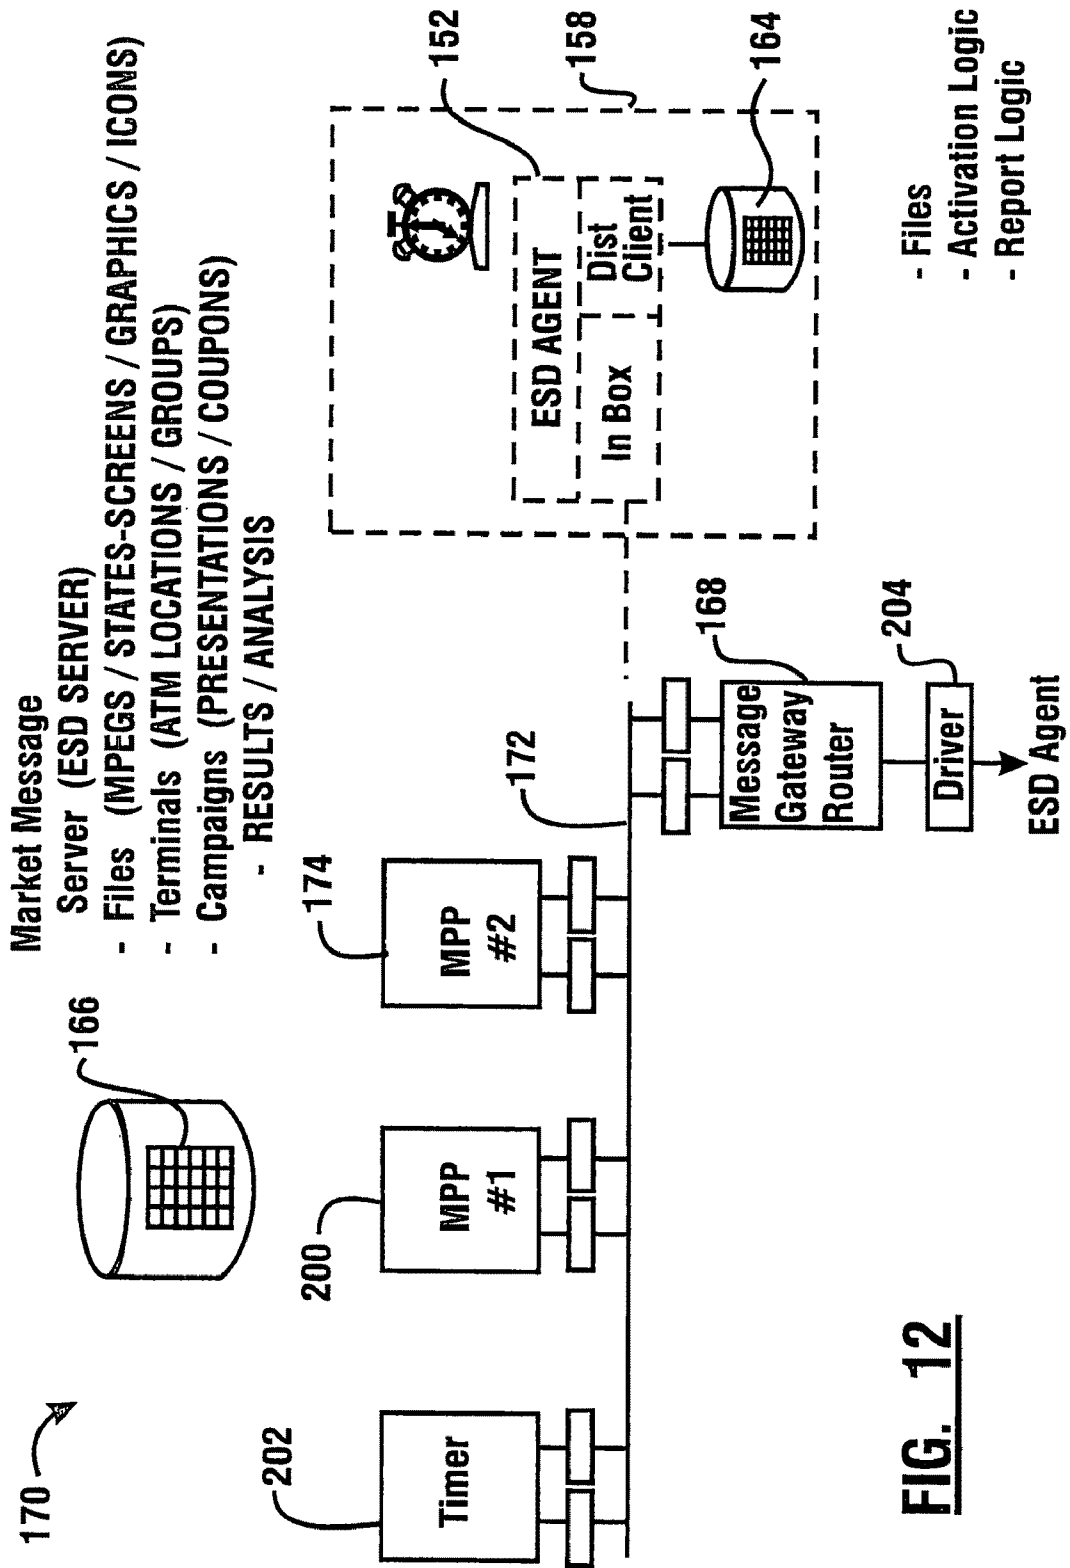 170
Market Message
Server (ESD SERVER)
- Files (MPEGS / STATES-SCREENS / GRAPHICS / ICONS)
- Terminals (ATM LOCATIONS / GROUPS)
- Campaigns (PRESENTATIONS / COUPONS)
- RESULTS / ANALYSIS
166
202
Timer
200
MPP
#1
174
MPP
#2
172
152
ESD AGENT
In Box
Dist
Client
158
164
168
Message
Gateway
Router
204
Driver
ESD Agent
- Files
- Activation Logic
- Report Logic
FIG. 12